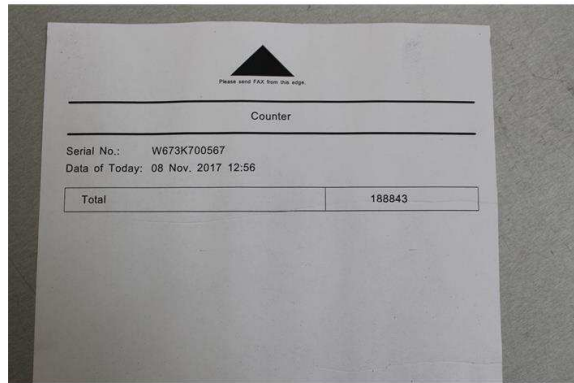 Please send FAX from this edge.
Counter
Serial No.: W673K700567
Data of Today: 08 Nov. 2017 12:56
Total 188843